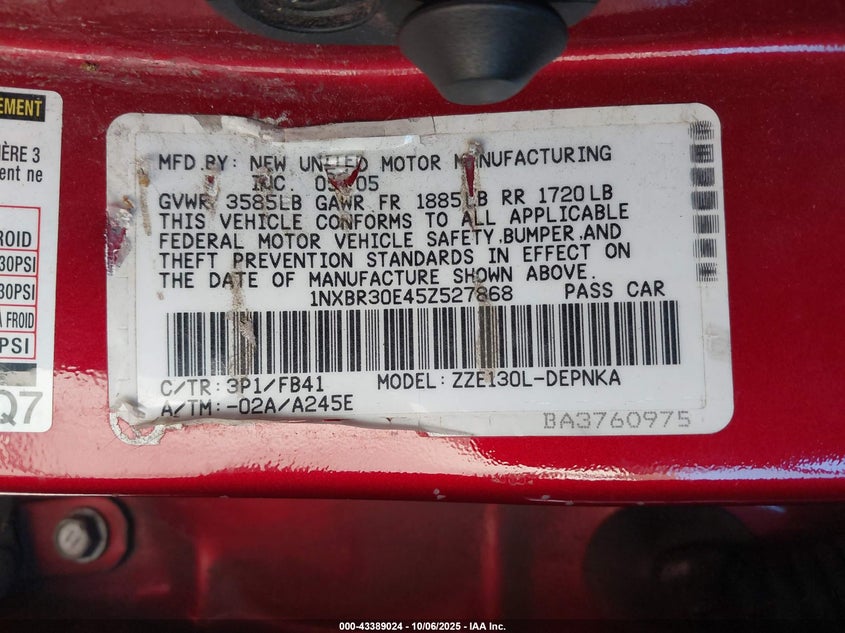 EMENT
IÈRE 3
ment ne
ROID
30PSI
30PSI
A FROID
PSI
Q7
MFD.BY: NEW UNITED MOTOR MANUFACTURING
INC. 05/05
GVWR 3585LB GAWR FR 1885LB RR 1720LB
THIS VEHICLE CONFORMS TO ALL APPLICABLE
FEDERAL MOTOR VEHICLE SAFETY,BUMPER,AND
THEFT PREVENTION STANDARDS IN EFFECT ON
THE DATE OF MANUFACTURE SHOWN ABOVE.
1NXBR30E45Z527868 PASS CAR
C/TR: 3P1/FB41 MODEL: ZZE130L-DEPNKA
A/TM: -02A/A245E
BA3760975
000-43389024 - 10/06/2025 - IAA Inc.